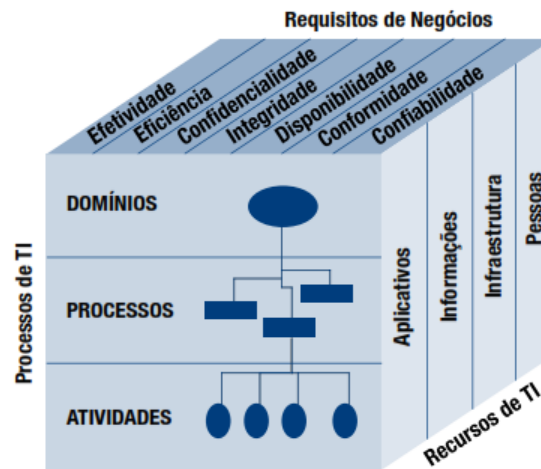 Requisitos de Negócios
Efetividade
Eficiência
Confidencialidade
Integridade
Disponibilidade
Conformidade
Confiabilidade
Processos de TI
DOMÍNIOS
PROCESSOS
ATIVIDADES
Aplicativos
Informações
Infraestrutura
Pessoas
Recursos de TI